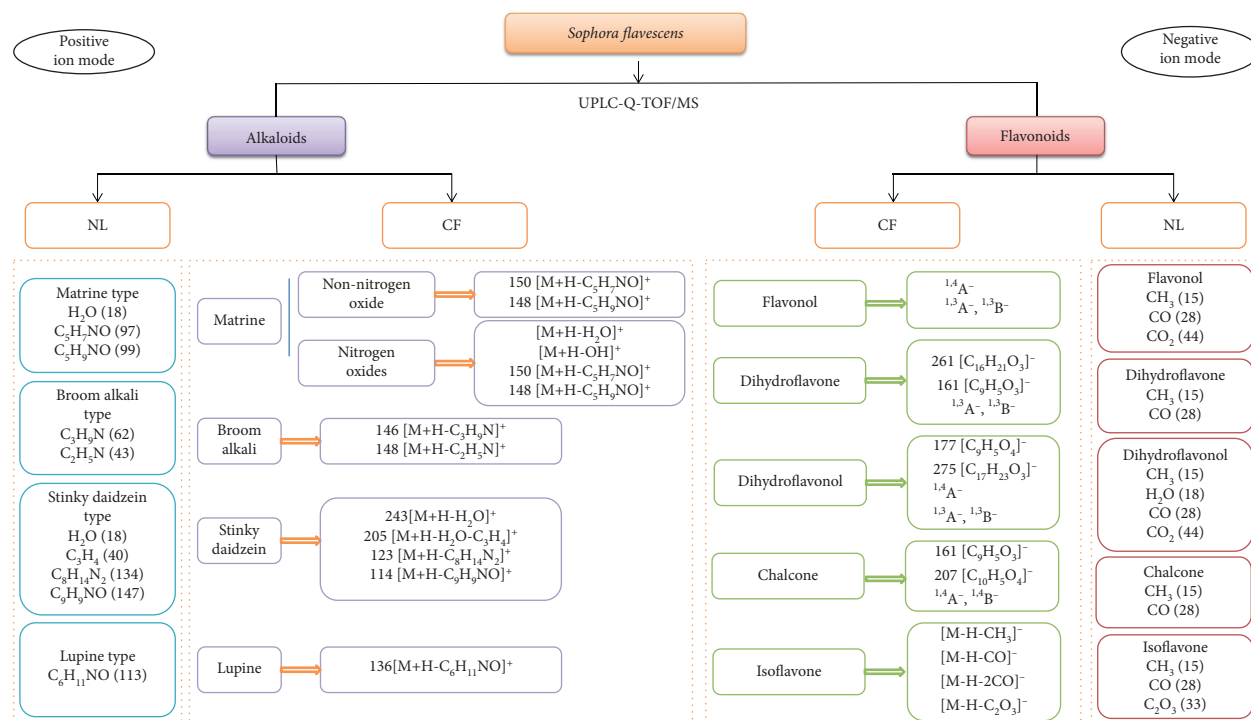 Positive
ion mode
Sophora flavescens
Negative
ion mode
UPLC-Q-TOF/MS
Alkaloids
Flavonoids
NL
CF
CF
NL
Matrine type
H₂O (18)
C₅H₇NO (97)
C₅H₉NO (99)
Broom alkali
type
C₃H₉N (62)
C₂H₅N (43)
Stinky daidzein
type
H₂O (18)
C₃H₄ (40)
C₈H₁₄N₂ (134)
C₉H₉NO (147)
Lupine type
C₆H₁₁NO (113)
Matrine
Non-nitrogen
oxide
150 [M+H-C₅H₇NO]⁺
148 [M+H-C₅H₉NO]⁺
Nitrogen
oxides
[M+H-H₂O]⁺
[M+H-OH]⁺
150 [M+H-C₅H₇NO]⁺
148 [M+H-C₅H₉NO]⁺
Broom
alkali
146 [M+H-C₃H₉N]⁺
148 [M+H-C₂H₅N]⁺
Stinky
daidzein
243[M+H-H₂O]⁺
205 [M+H-H₂O-C₃H₄]⁺
123 [M+H-C₈H₁₄N₂]⁺
114 [M+H-C₉H₉NO]⁺
Lupine
136[M+H-C₆H₁₁NO]⁺
Flavonol
¹,⁴A⁻
¹,³A⁻, ¹,³B⁻
Dihydroflavone
261 [C₁₆H₂₁O₃]⁻
161 [C₉H₅O₃]⁻
¹,³A⁻, ¹,³B⁻
Dihydroflavonol
177 [C₉H₅O₄]⁻
275 [C₁₇H₂₃O₃]⁻
¹,⁴A⁻
¹,³A⁻, ¹,³B⁻
Chalcone
161 [C₉H₅O₃]⁻
207 [C₁₀H₅O₄]⁻
¹,⁴A⁻, ¹,⁴B⁻
Isoflavone
[M-H-CH₃]⁻
[M-H-CO]⁻
[M-H-2CO]⁻
[M-H-C₂O₃]⁻
Flavonol
CH₃ (15)
CO (28)
CO₂ (44)
Dihydroflavone
CH₃ (15)
CO (28)
Dihydroflavonol
CH₃ (15)
H₂O (18)
CO (28)
CO₂ (44)
Chalcone
CH₃ (15)
CO (28)
Isoflavone
CH₃ (15)
CO (28)
C₂O₃ (33)